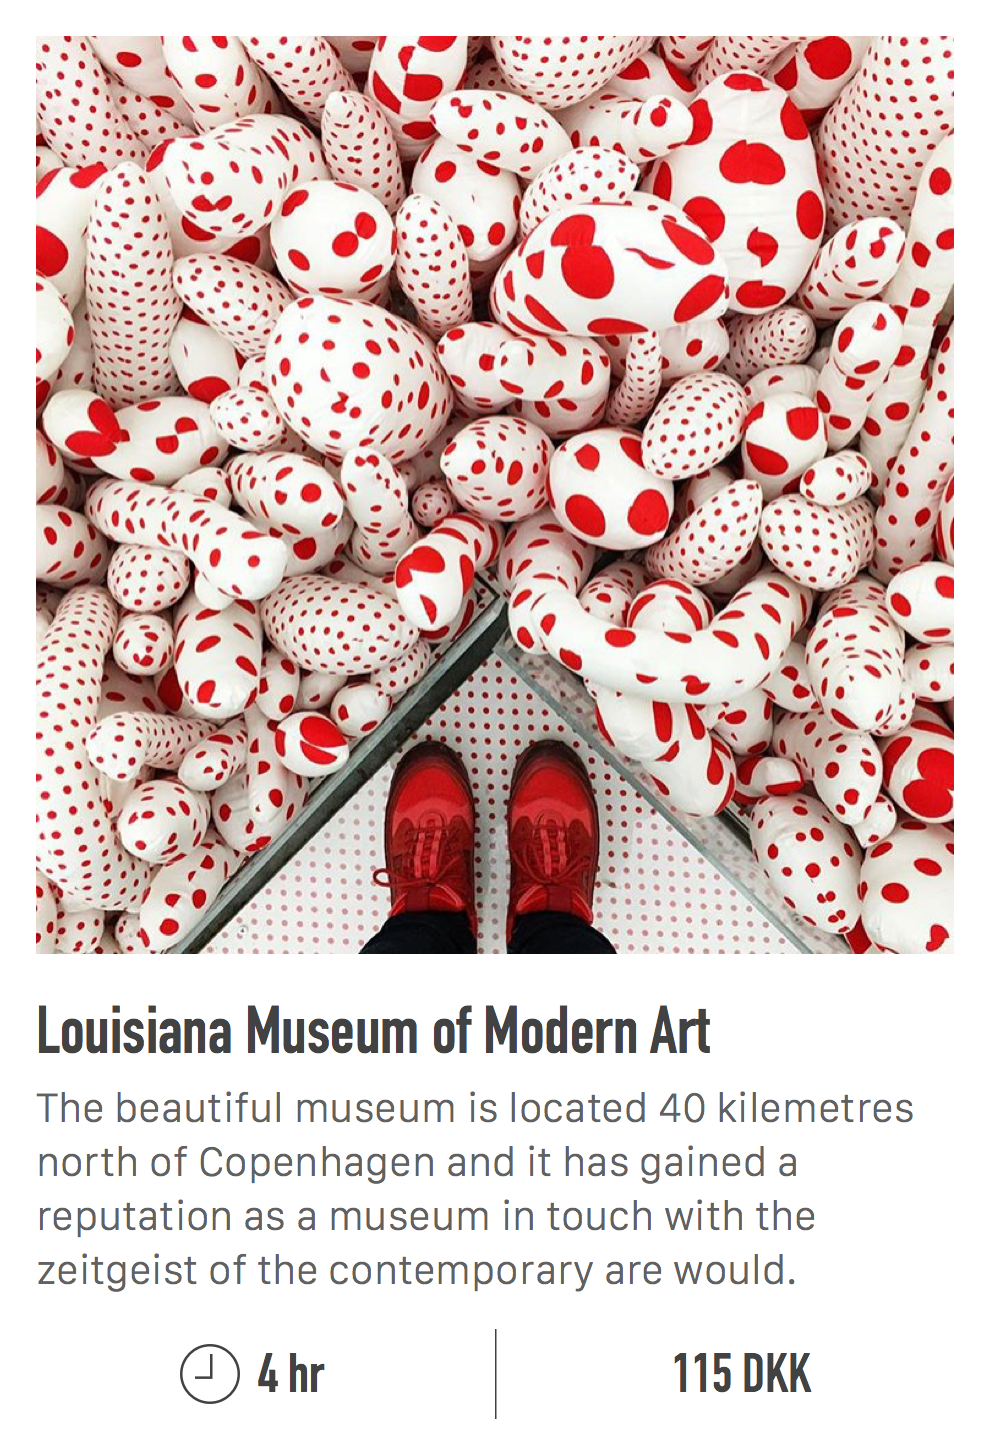 Louisiana Museum of Modern Art
The beautiful museum is located 40 kilemetres
north of Copenhagen and it has gained a
reputation as a museum in touch with the
zeitgeist of the contemporary are would.
4 hr
115 DKK